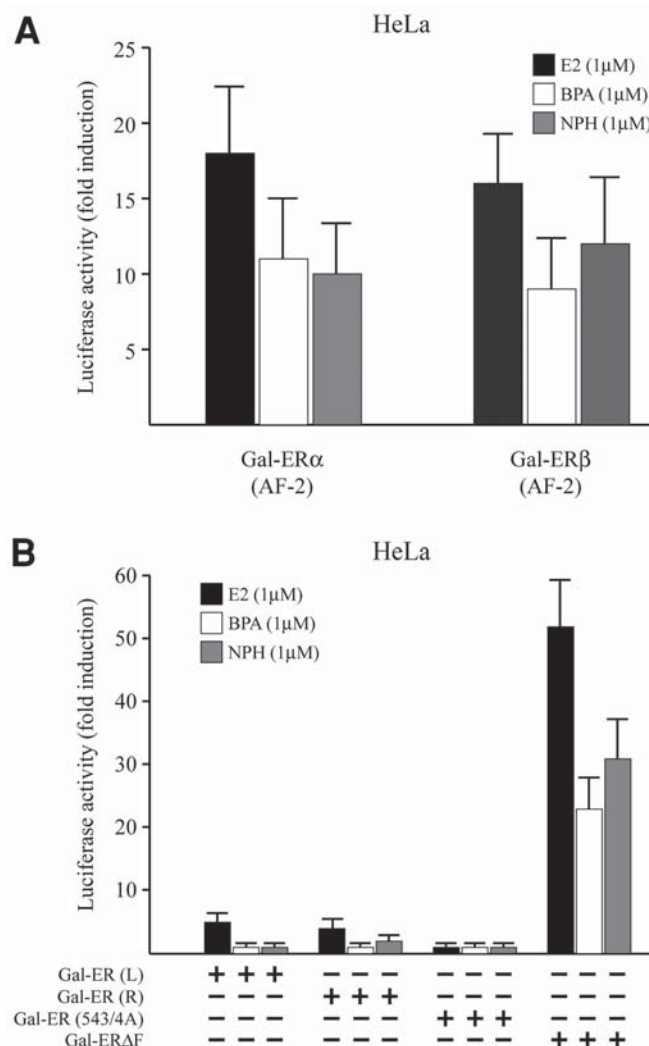 A
HeLa
Luciferase activity (fold induction)
25
20
15
10
5
E2 (1μM)
BPA (1μM)
NPH (1μM)
Gal-ERα
(AF-2)
Gal-ERβ
(AF-2)
B
HeLa
Luciferase activity (fold induction)
60
50
40
30
20
10
E2 (1μM)
BPA (1μM)
NPH (1μM)
Gal-ER (L) + + + − − − − − − − − −
Gal-ER (R) − − − + + + − − − − − −
Gal-ER (543/4A) − − − − − − + + + − − −
Gal-ERΔF − − − − − − − − − + + +